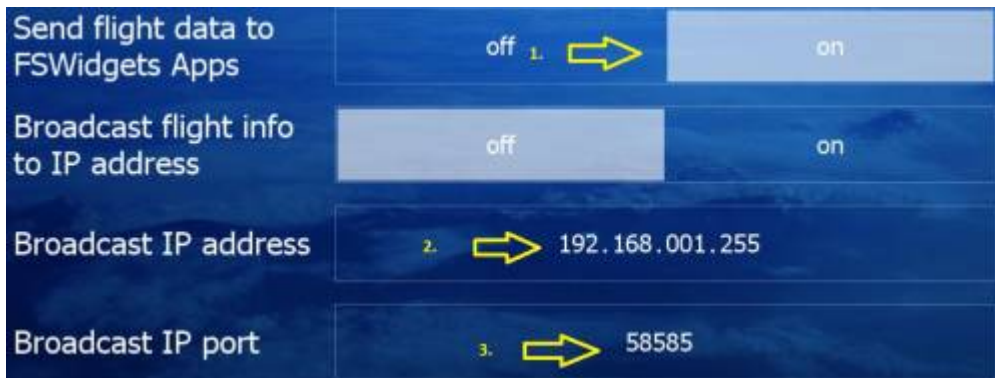 Send flight data to
FSWidgets Apps
off 1. on
Broadcast flight info
to IP address
off on
Broadcast IP address
2. 192.168.001.255
Broadcast IP port
3. 58585